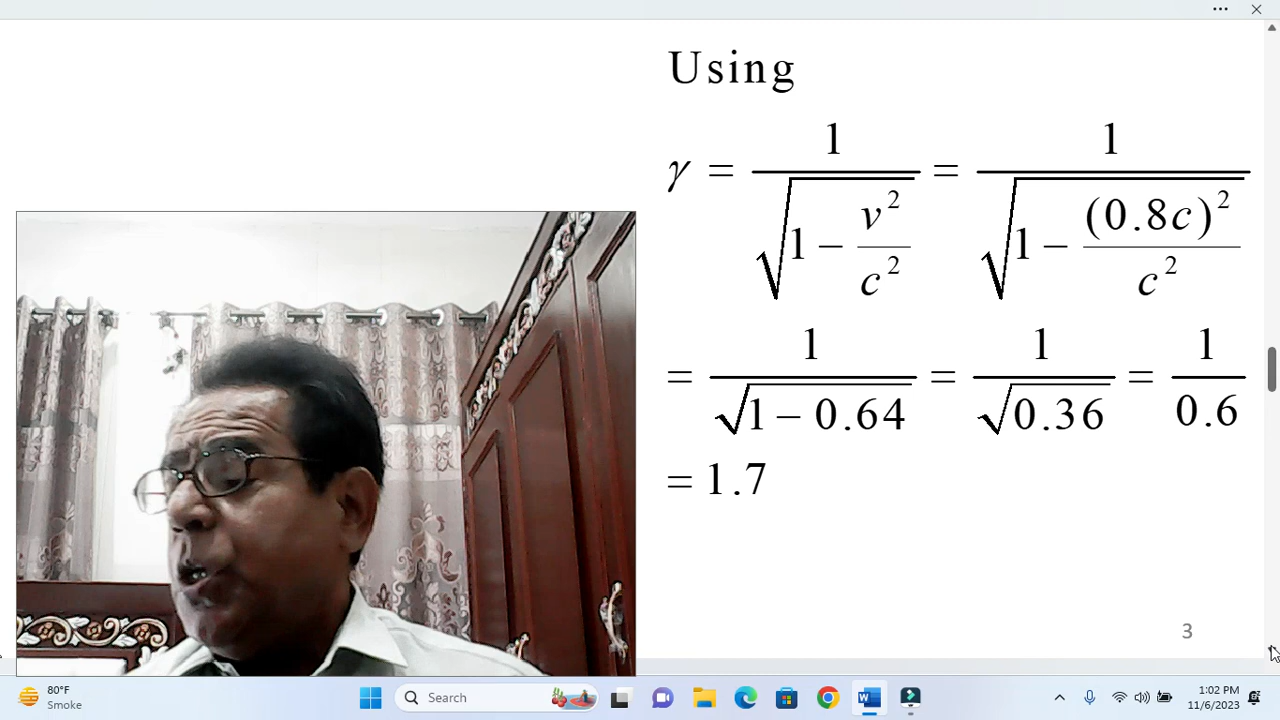 Using
γ = 1 / √(1 − v² / c²) = 1 / √(1 − (0.8c)² / c²)
= 1 / √(1 − 0.64) = 1 / √0.36 = 1 / 0.6
= 1.7
3
80°F
Smoke
Search
1:02 PM
11/6/2023